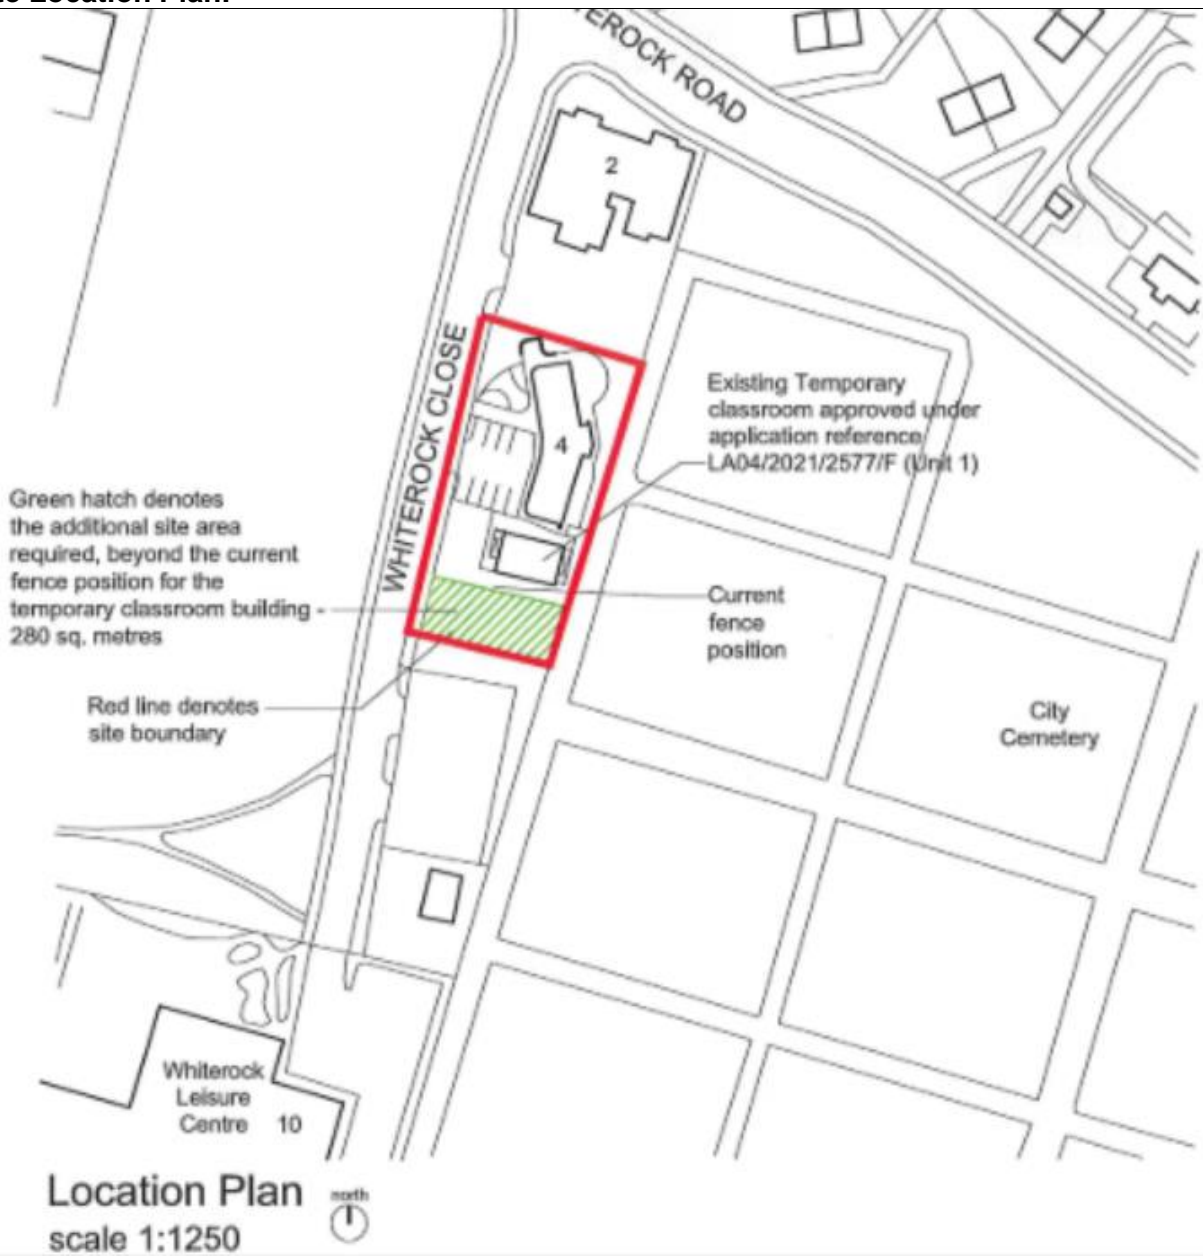 Location Plan.
TEROCK ROAD
2
WHITEROCK CLOSE
4
Existing Temporary
classroom approved under
application reference
LA04/2021/2577/F (Unit 1)
Green hatch denotes
the additional site area
required, beyond the current
fence position for the
temporary classroom building -
280 sq. metres
Current
fence
position
Red line denotes
site boundary
City
Cemetery
Whiterock
Leisure
Centre 10
Location Plan
scale 1:1250
north